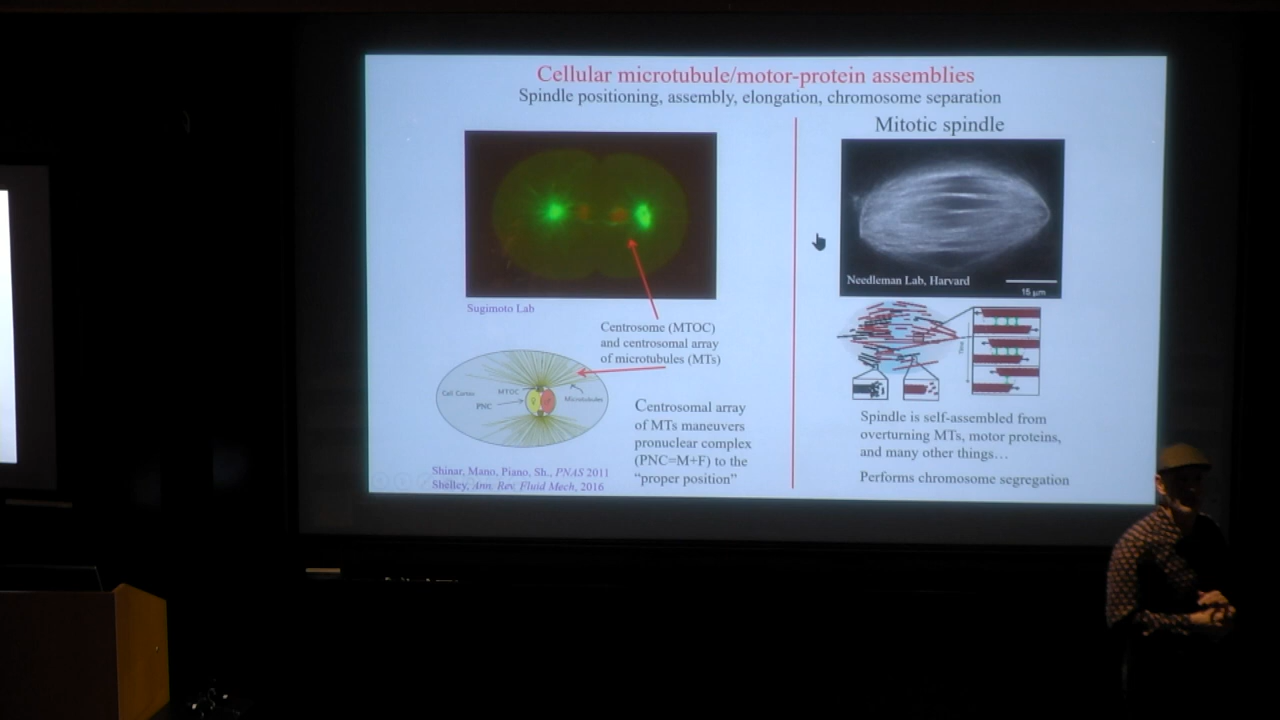 Cellular microtubule/motor-protein assemblies
Spindle positioning, assembly, elongation, chromosome separation
Sugimoto Lab
Centrosome (MTOC)
and centrosomal array
of microtubules (MTs)
Cell Cortex
MTOC
PNC
Microtubules
Centrosomal array
of MTs maneuvers
pronuclear complex
(PNC=M+F) to the
“proper position”
Shinar, Mano, Piano, Sh., PNAS 2011
Shelley, Ann. Rev. Fluid Mech, 2016
Mitotic spindle
Needleman Lab, Harvard
15 μm
Time
Spindle is self-assembled from
overturning MTs, motor proteins,
and many other things…
Performs chromosome segregation